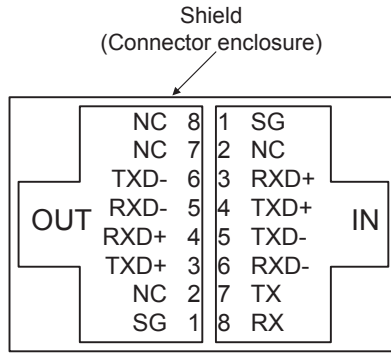 Shield
(Connector enclosure)
NC 8 1 SG
NC 7 2 NC
TXD- 6 3 RXD+
RXD- 5 4 TXD+
RXD+ 4 5 TXD-
TXD+ 3 6 RXD-
NC 2 7 TX
SG 1 8 RX
OUT
IN